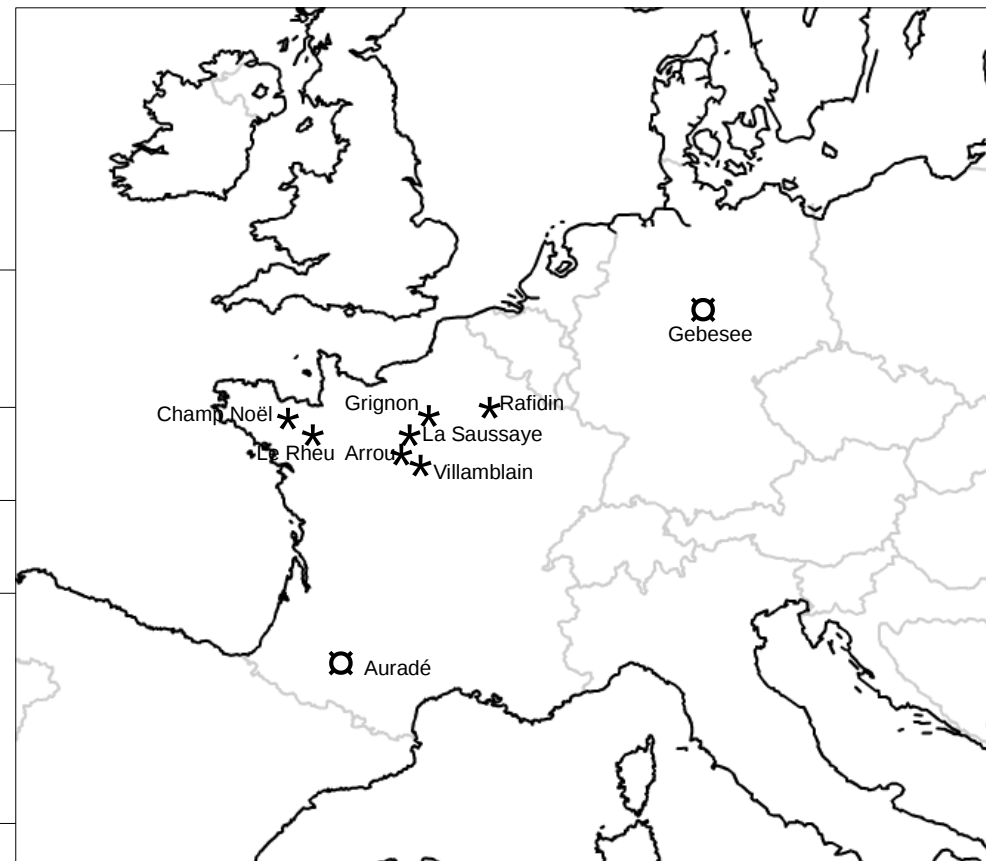 Gebesee
Grignon
Rafidin
Champ Noël
La Saussaye
Le Rheu
Arrou
Villamblain
Auradé